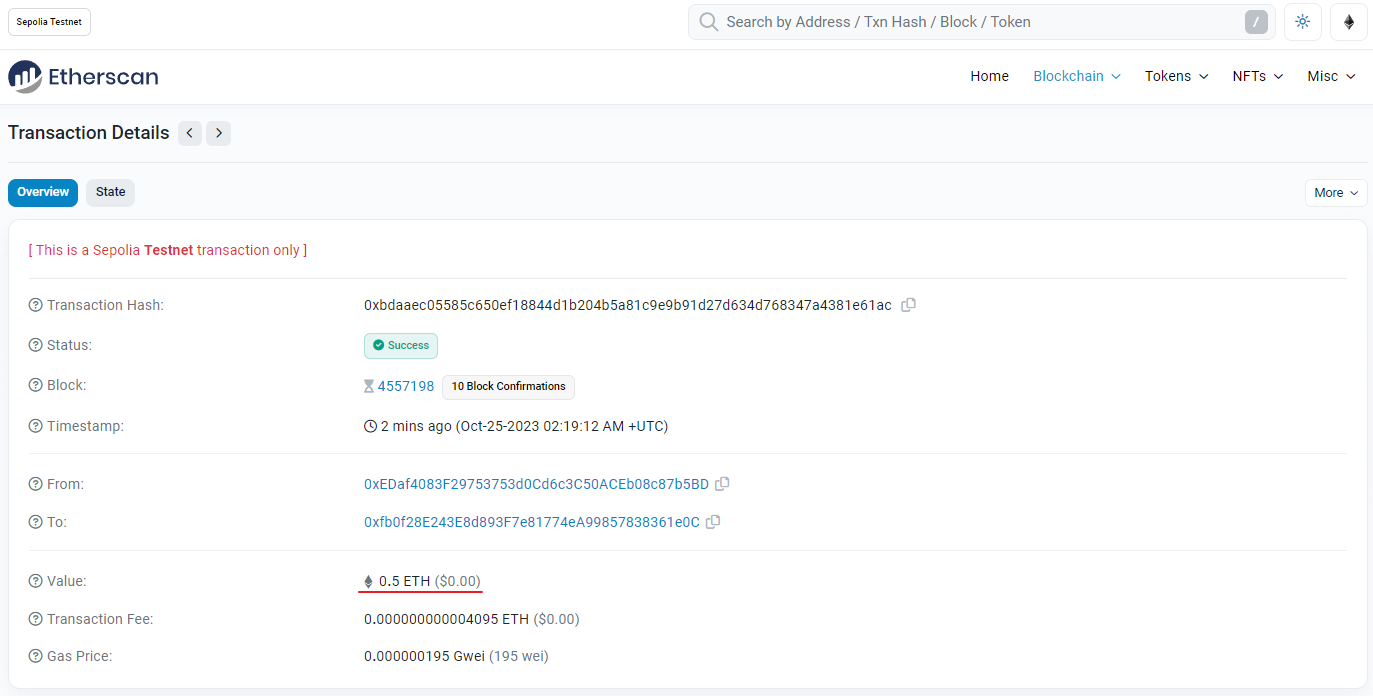 Sepolia Testnet
Search by Address / Txn Hash / Block / Token /
Etherscan
Home Blockchain Tokens NFTs Misc
Transaction Details
Overview State More
[ This is a Sepolia Testnet transaction only ]
Transaction Hash: 0xbdaaec05585c650ef18844d1b204b5a81c9e9b91d27d634d768347a4381e61ac
Status: Success
Block: 4557198 10 Block Confirmations
Timestamp: 2 mins ago (Oct-25-2023 02:19:12 AM +UTC)
From: 0xEDaf4083F29753753d0Cd6c3C50ACEb08c87b5BD
To: 0xfb0f28E243E8d893F7e81774eA99857838361e0C
Value: 0.5 ETH ($0.00)
Transaction Fee: 0.000000000004095 ETH ($0.00)
Gas Price: 0.000000195 Gwei (195 wei)